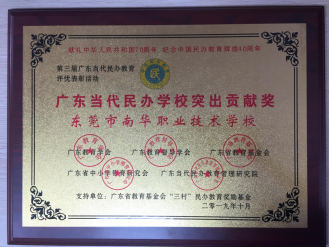 献礼中华人民共和国70周年 纪念中国民办教育探索40周年
第三届广东当代民办教育
评优表彰活动
广东当代民办学校突出贡献奖
东莞市南华职业技术学校
广东教育学会 广东教育督导学会 广东省教育基金会
广东省中小学德育研究会 广东当代民办教育管理研究院
支持单位：广东省教育基金会“三村”民办教育奖励基金
二〇一九年十月